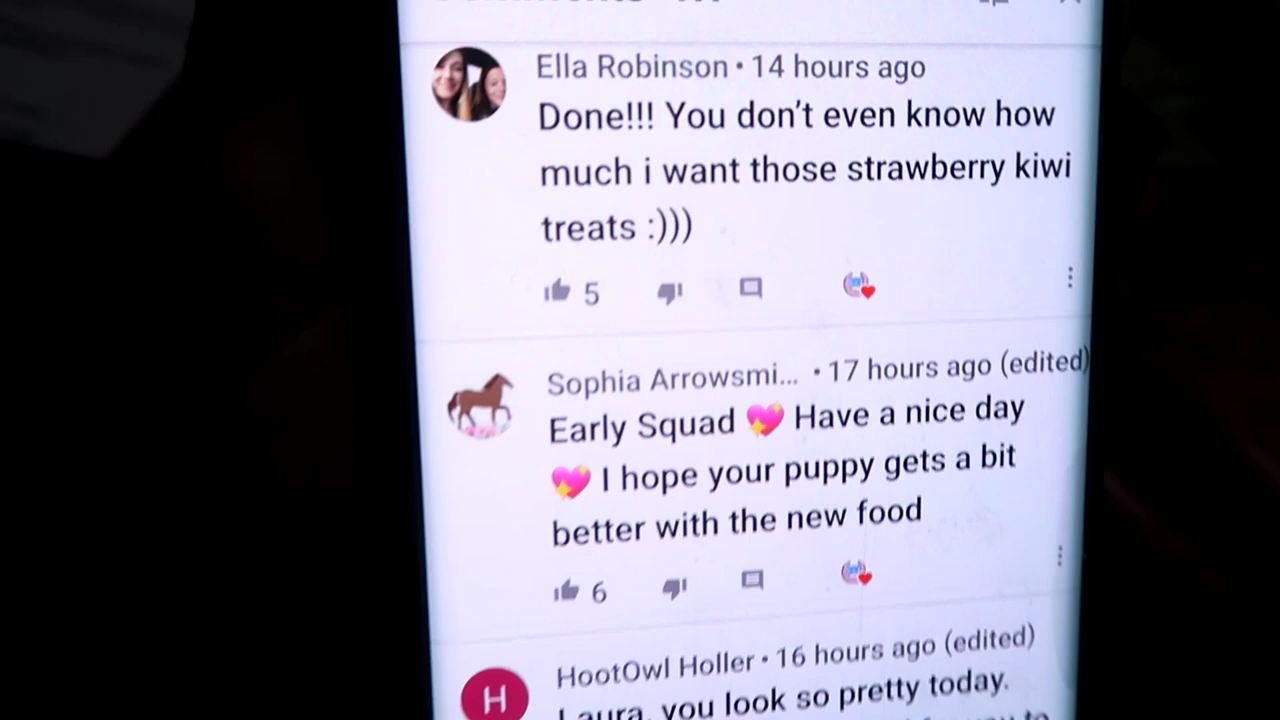 Ella Robinson • 14 hours ago
Done!!! You don't even know how
much i want those strawberry kiwi
treats :)))
5
Sophia Arrowsmi... • 17 hours ago (edited)
Early Squad 💖 Have a nice day
💖 I hope your puppy gets a bit
better with the new food
6
H
HootOwl Holler • 16 hours ago (edited)
Laura, you look so pretty today.